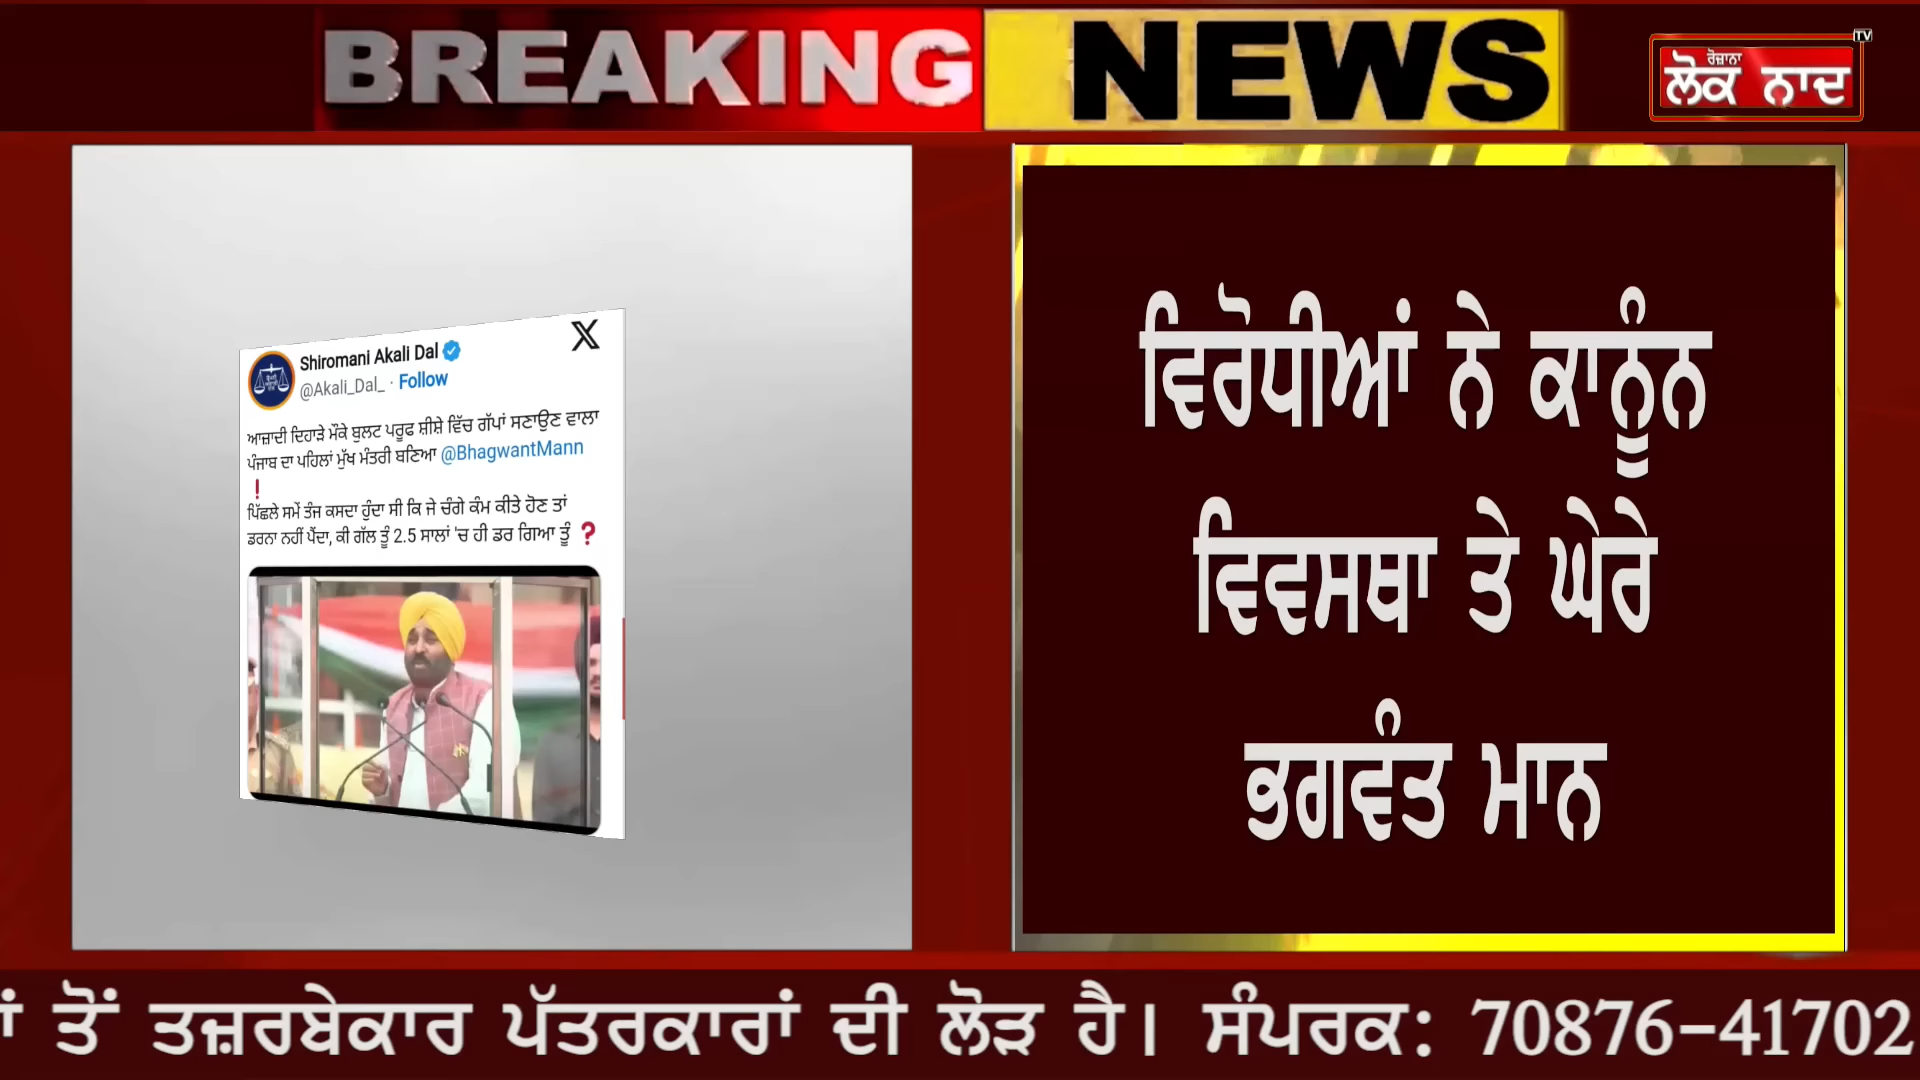 BREAKING NEWS
TV
ਰੋਜ਼ਾਨਾ
ਲੋਕ ਨਾਦ
Shiromani Akali Dal
@Akali_Dal_ · Follow
X
ਆਜ਼ਾਦੀ ਦਿਹਾੜੇ ਮੌਕੇ ਬੁਲਟ ਪਰੂਫ ਸ਼ੀਸ਼ੇ ਵਿੱਚ ਗੱਪਾਂ ਸਣਾਉਣ ਵਾਲਾ
ਪੰਜਾਬ ਦਾ ਪਹਿਲਾਂ ਮੁੱਖ ਮੰਤਰੀ ਬਣਿਆ @BhagwantMann
❗
ਪਿੱਛਲੇ ਸਮੇਂ ਤੰਜ ਕਸਦਾ ਹੁੰਦਾ ਸੀ ਕਿ ਜੇ ਚੰਗੇ ਕੰਮ ਕੀਤੇ ਹੋਣ ਤਾਂ
ਡਰਨਾ ਨਹੀਂ ਪੈਂਦਾ, ਕੀ ਗੱਲ ਤੂੰ 2.5 ਸਾਲਾਂ 'ਚ ਹੀ ਡਰ ਗਿਆ ਤੂੰ ❓
ਵਿਰੋਧੀਆਂ ਨੇ ਕਾਨੂੰਨ
ਵਿਵਸਥਾ ਤੇ ਘੇਰੇ
ਭਗਵੰਤ ਮਾਨ
ਤੋਂ ਤਜ਼ਰਬੇਕਾਰ ਪੱਤਰਕਾਰਾਂ ਦੀ ਲੋੜ ਹੈ। ਸੰਪਰਕ: 70876-41702